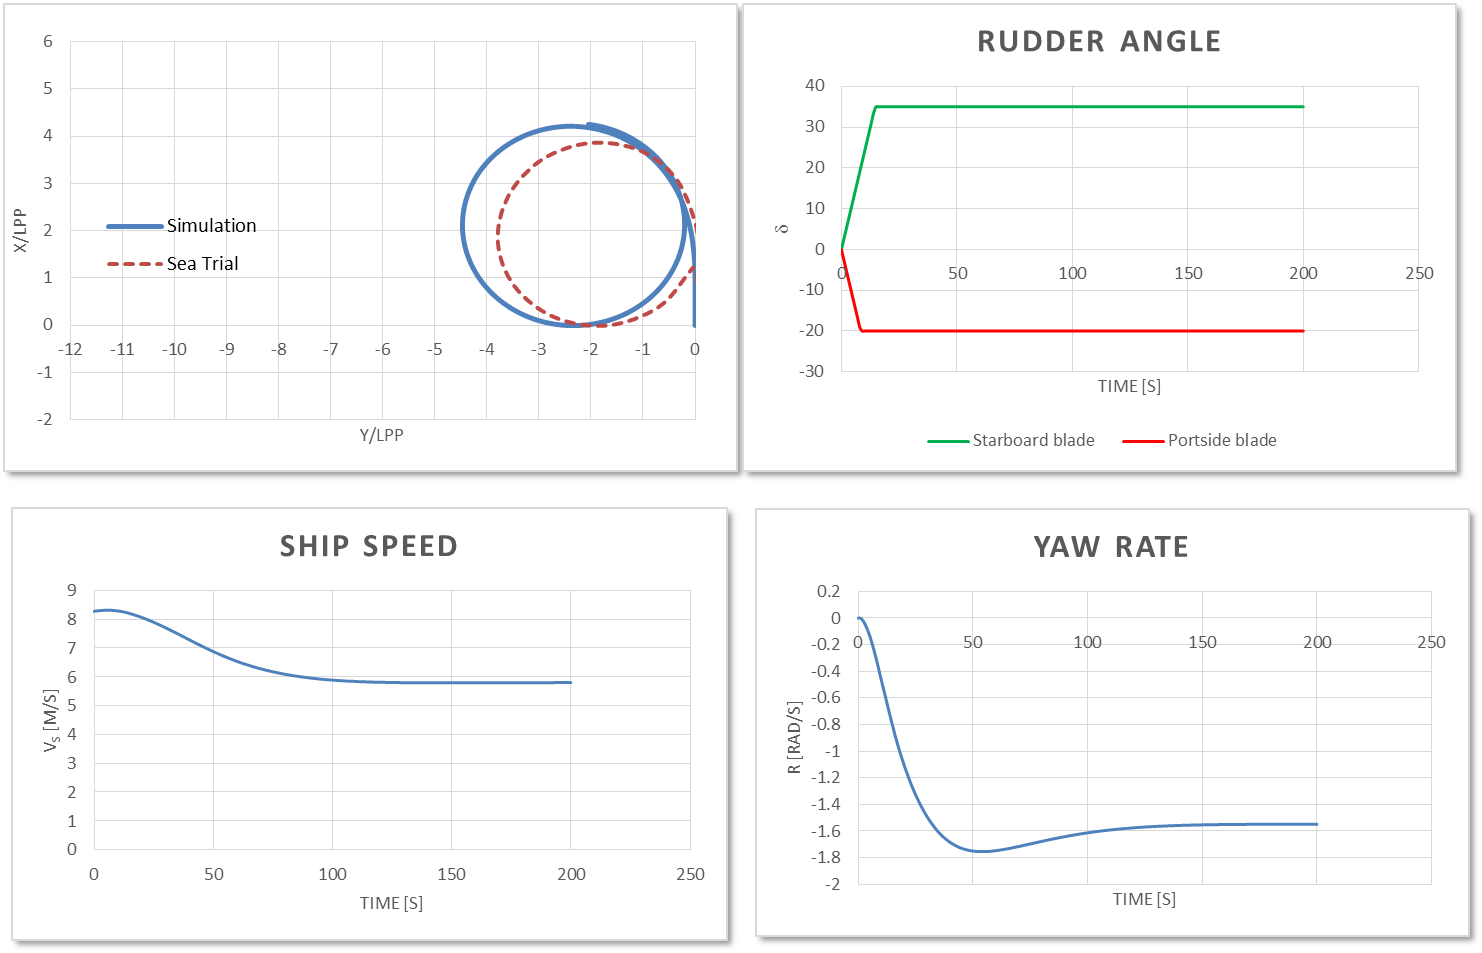 6
5
4
3
2
1
0
-1
-2
X/LPP
-12 -11 -10 -9 -8 -7 -6 -5 -4 -3 -2 -1 0
Y/LPP
Simulation
Sea Trial
RUDDER ANGLE
40
30
20
10
0
-10
-20
-30
δ
0 50 100 150 200 250
TIME [S]
Starboard blade Portside blade
SHIP SPEED
9
8
7
6
5
4
3
2
1
0
VS [M/S]
0 50 100 150 200 250
TIME [S]
YAW RATE
0.2
0
-0.2
-0.4
-0.6
-0.8
-1
-1.2
-1.4
-1.6
-1.8
-2
R [RAD/S]
0 50 100 150 200 250
TIME [S]